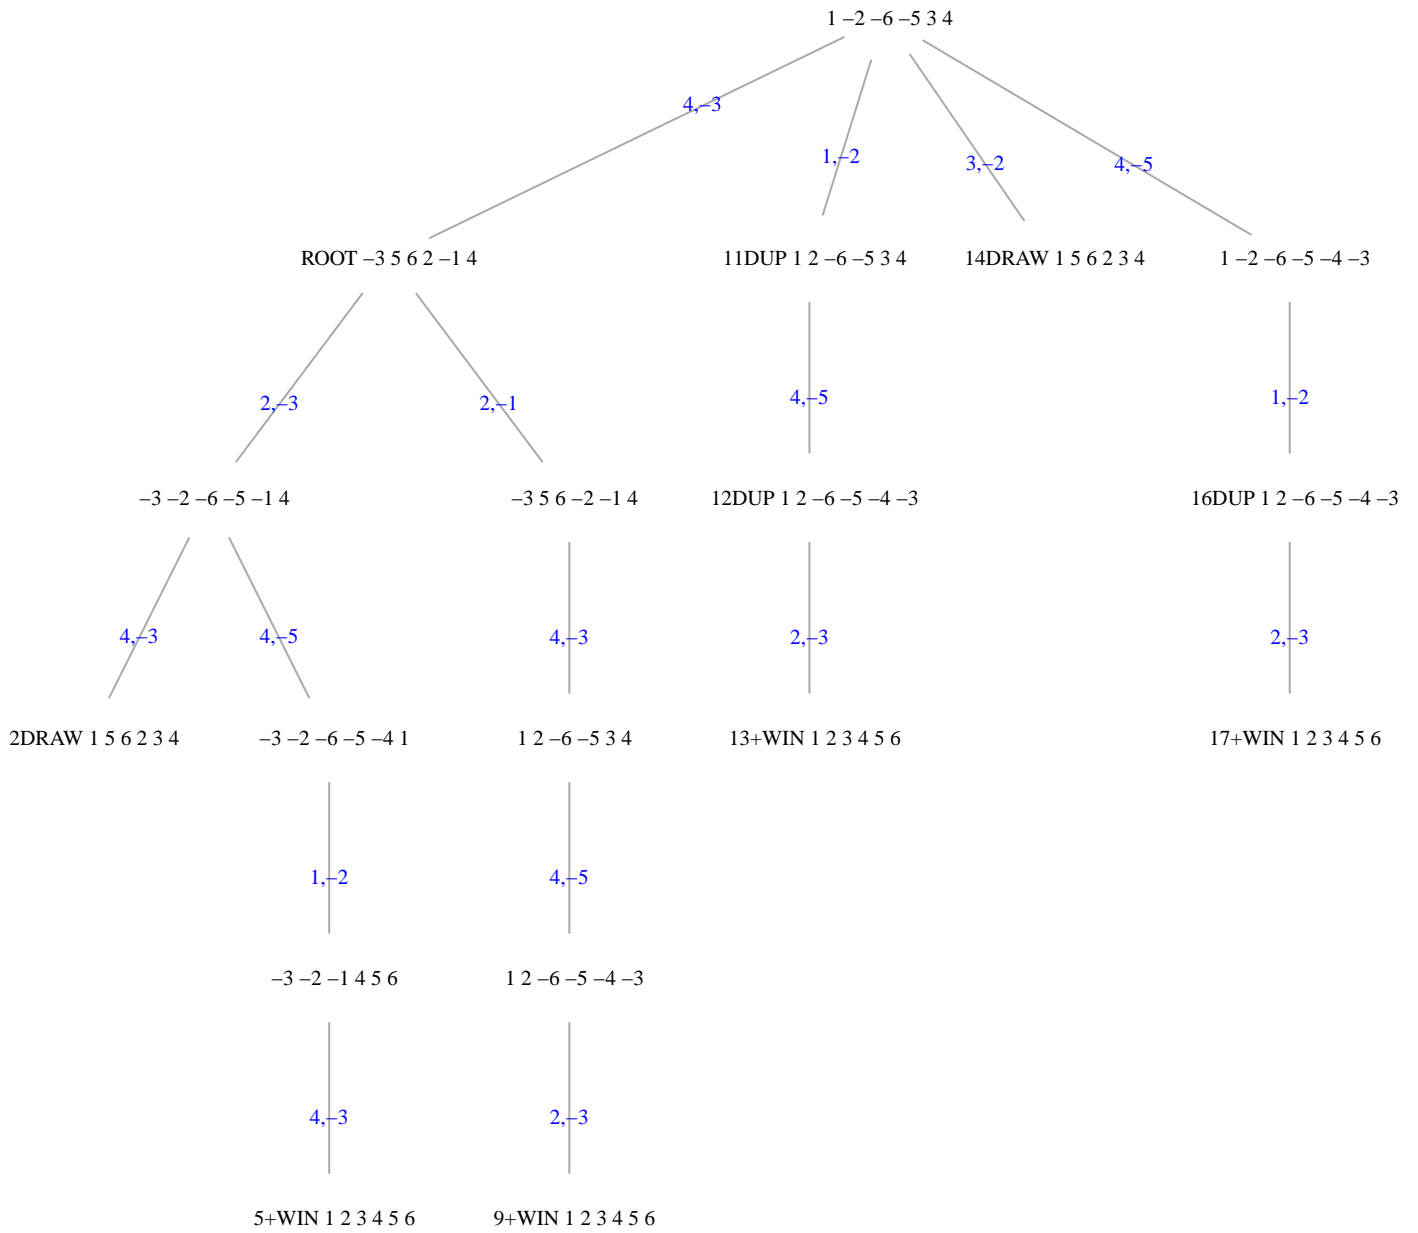 1 –2 –6 –5 3 4
4,–3
1,–2
3,–2
4,–5
ROOT –3 5 6 2 –1 4
11DUP 1 2 –6 –5 3 4
14DRAW 1 5 6 2 3 4
1 –2 –6 –5 –4 –3
2,–3
2,–1
4,–5
1,–2
–3 –2 –6 –5 –1 4
–3 5 6 –2 –1 4
12DUP 1 2 –6 –5 –4 –3
16DUP 1 2 –6 –5 –4 –3
4,–3
4,–5
4,–3
2,–3
2,–3
2DRAW 1 5 6 2 3 4
–3 –2 –6 –5 –4 1
1 2 –6 –5 3 4
13+WIN 1 2 3 4 5 6
17+WIN 1 2 3 4 5 6
1,–2
4,–5
–3 –2 –1 4 5 6
1 2 –6 –5 –4 –3
4,–3
2,–3
5+WIN 1 2 3 4 5 6
9+WIN 1 2 3 4 5 6